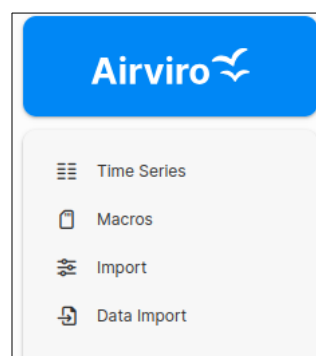 Airviro
Time Series
Macros
Import
Data Import